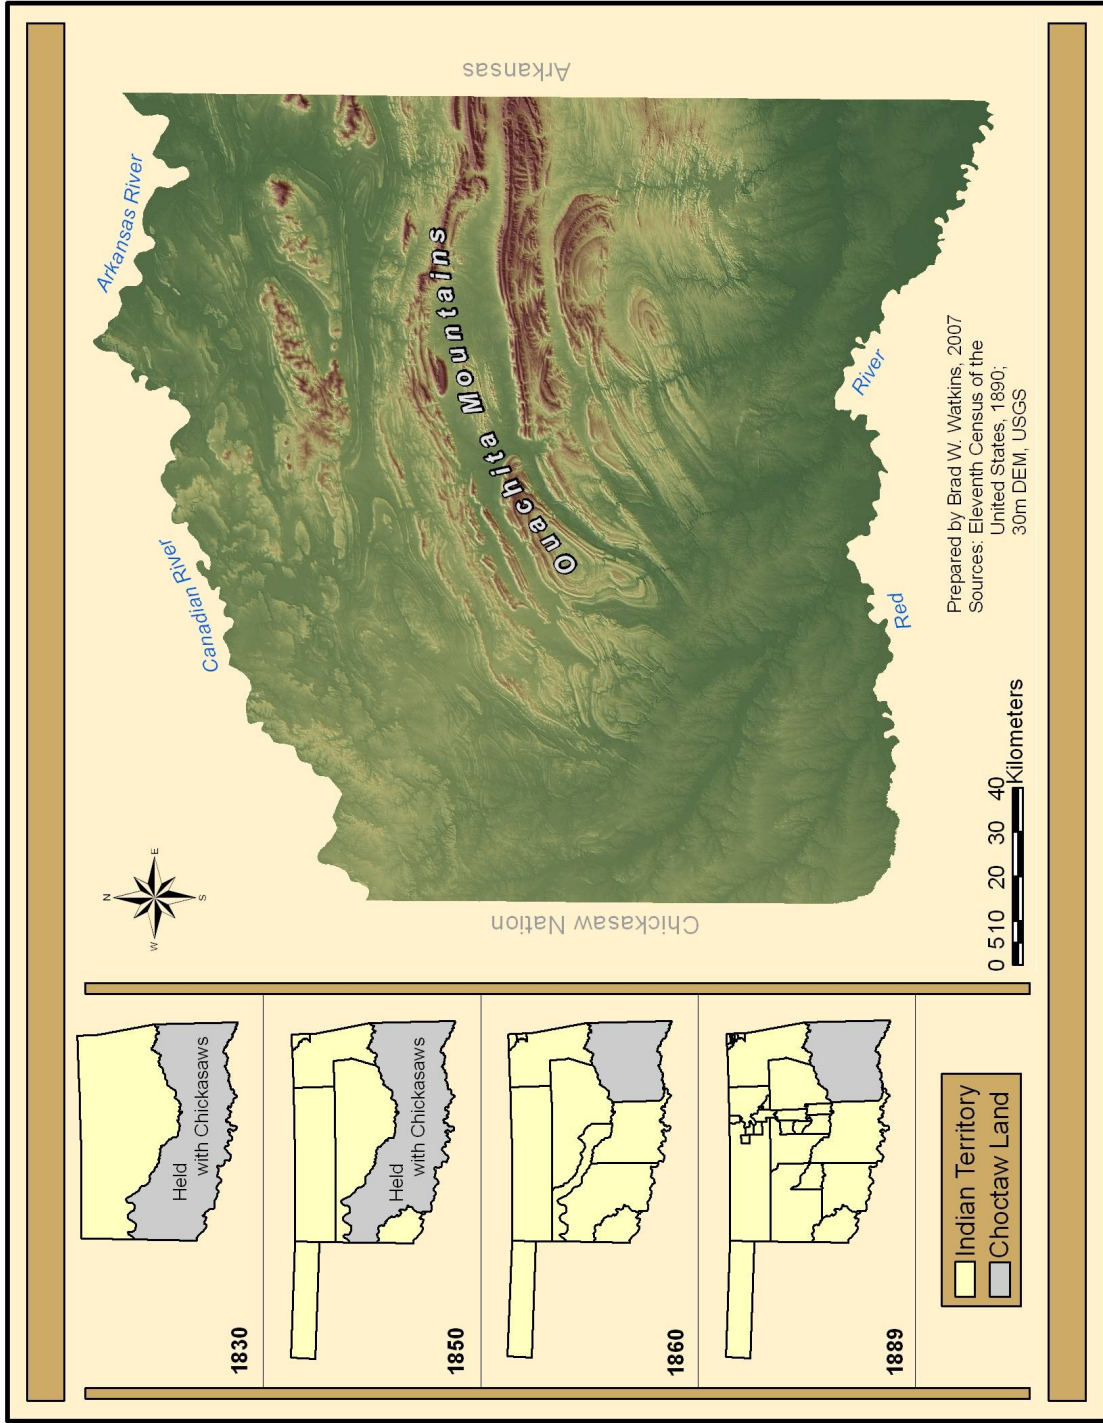 1830
Held
with Chickasaws
1850
Held
with Chickasaws
1860
1889
Indian Territory
Choctaw Land
N
W
E
S
Arkansas River
Canadian River
Chickasaw Nation
Arkansas
Ouachita Mountains
Red
River
0 5 10 20 30 40
Kilometers
Prepared by Brad W. Watkins, 2007
Sources: Eleventh Census of the
United States, 1890;
30m DEM, USGS